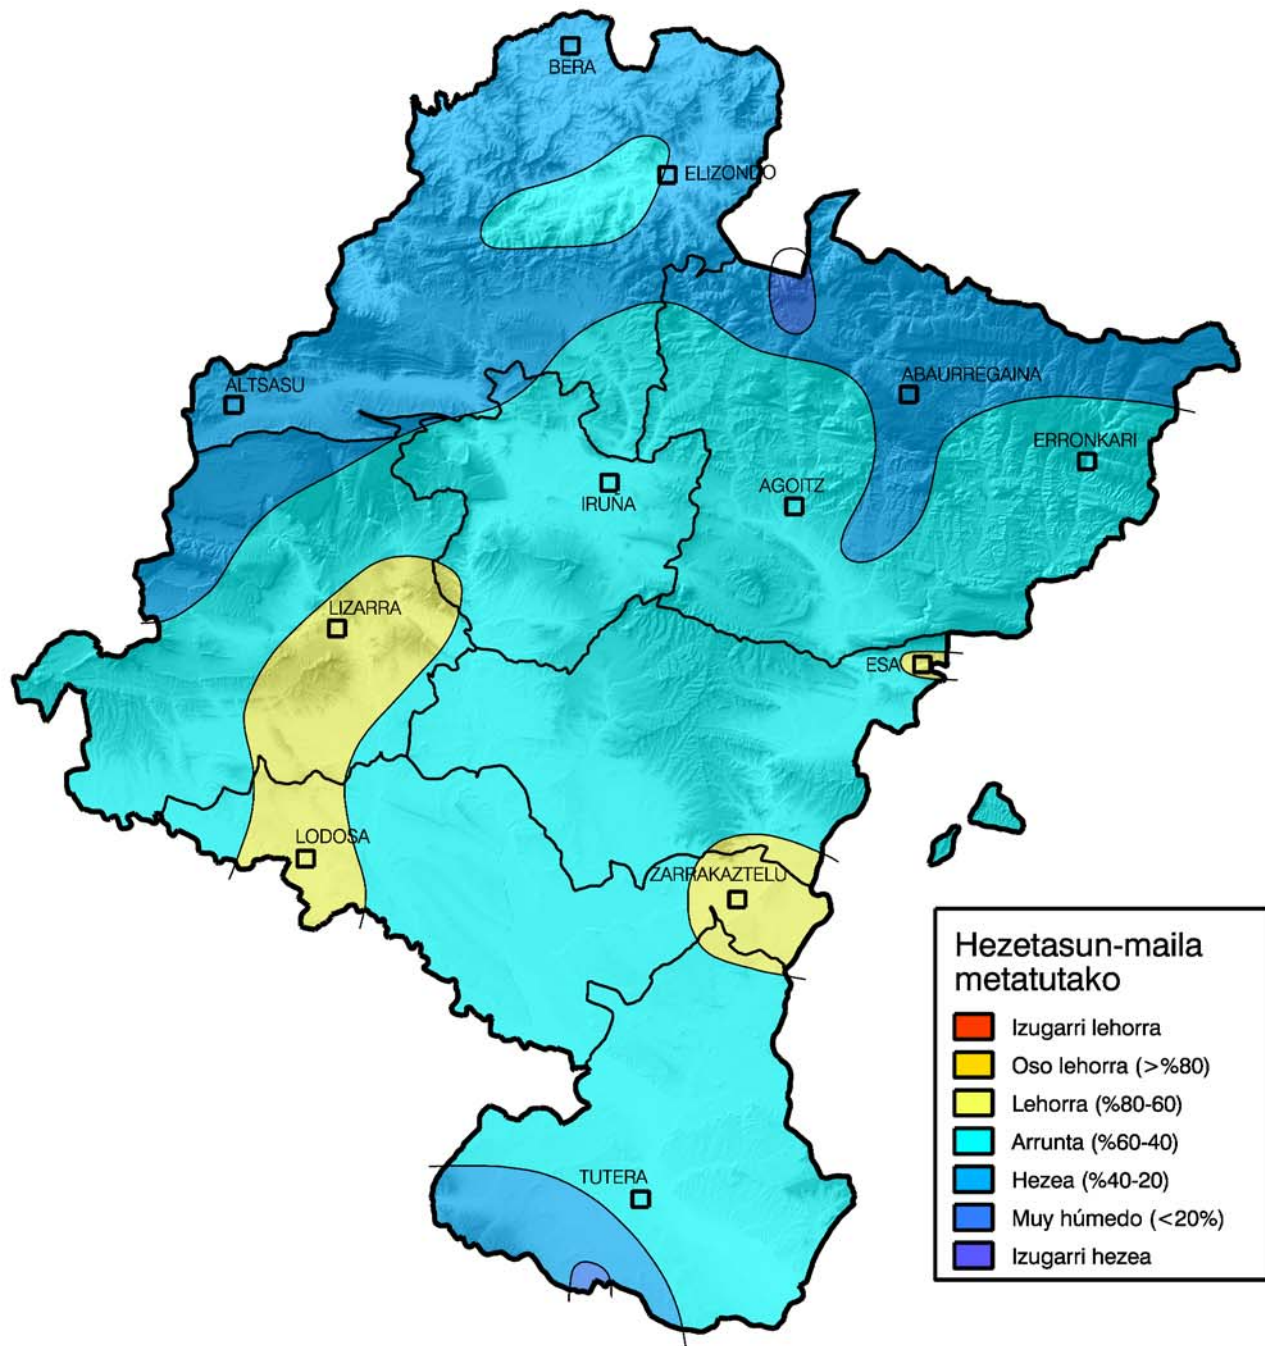 BERA
ELIZONDO
ALTSASU
ABAURREGAINA
ERRONKARI
IRUÑA
AGOITZ
LIZARRA
ESA
LODOSA
ZARRAKAZTELU
TUTERA
Hezetasun-maila
metatutako
Izugarri lehorra
Oso lehorra (>%80)
Lehorra (%80-60)
Arrunta (%60-40)
Hezea (%40-20)
Muy húmedo (<20%)
Izugarri hezea